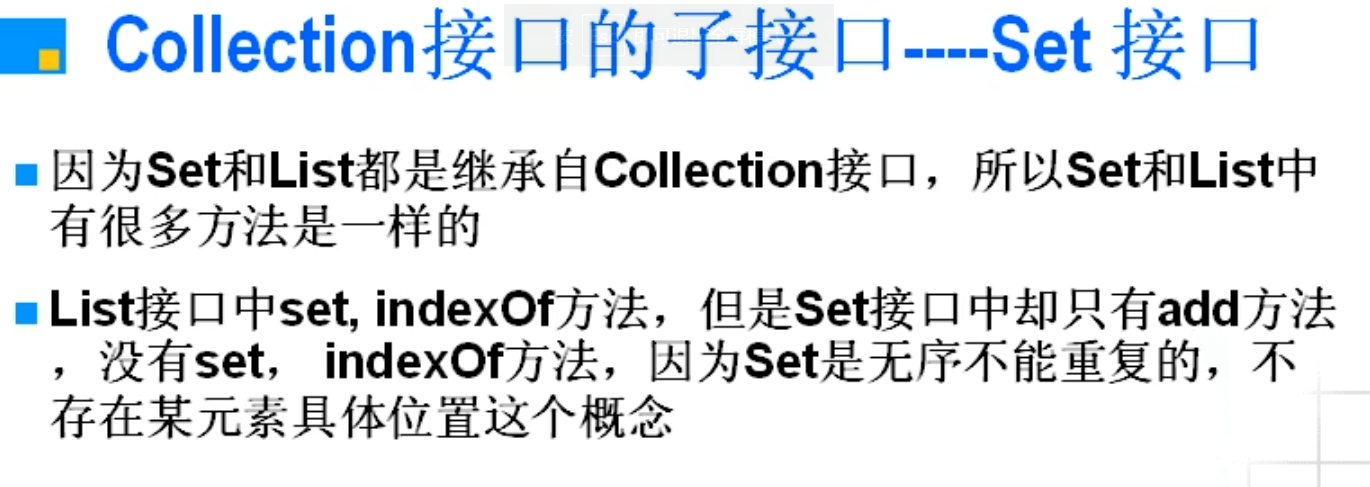 Collection接口的子接口----Set 接口
因为Set和List都是继承自Collection接口，所以Set和List中
有很多方法是一样的
List接口中set, indexOf方法，但是Set接口中却只有add方法
，没有set， indexOf方法，因为Set是无序不能重复的，不
存在某元素具体位置这个概念